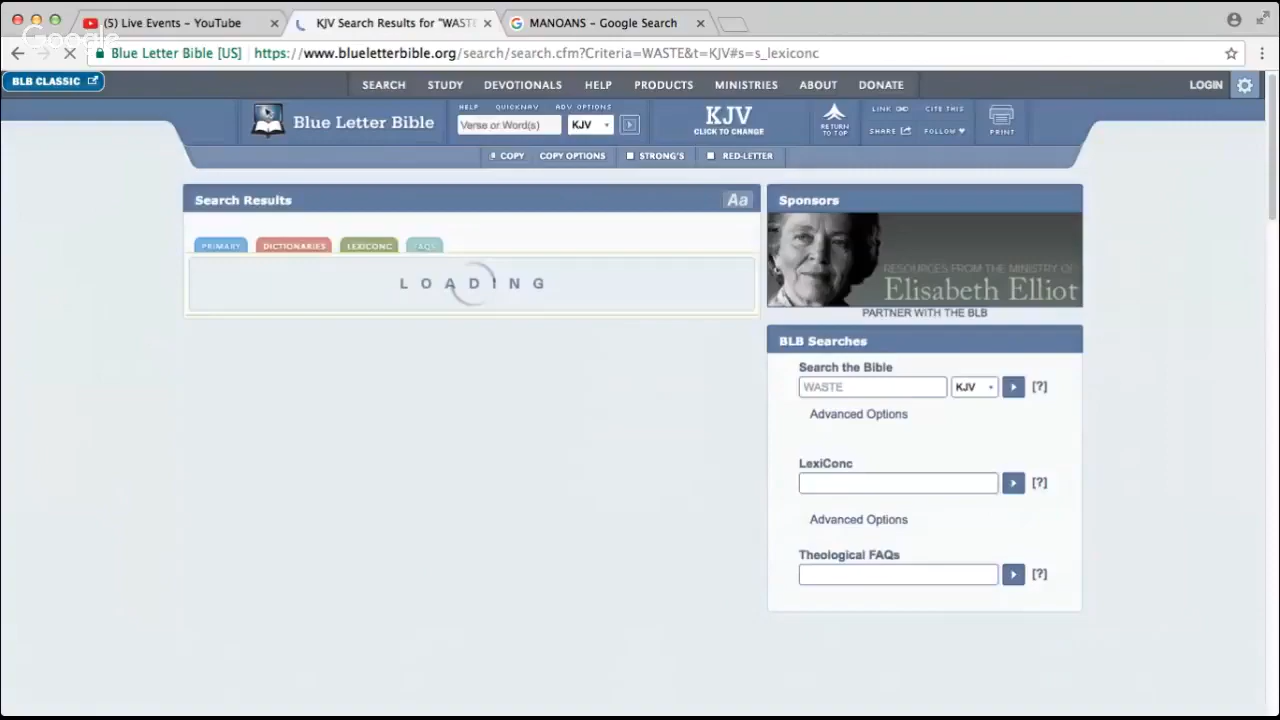 (5) Live Events – YouTube
KJV Search Results for "WASTE
MANOANS – Google Search
Google
Blue Letter Bible [US] https://www.blueletterbible.org/search/search.cfm?Criteria=WASTE&t=KJV#s=s_lexiconc
BLB CLASSIC
SEARCH STUDY DEVOTIONALS HELP PRODUCTS MINISTRIES ABOUT DONATE LOGIN
Blue Letter Bible
HELP QUICKNAV ADV OPTIONS
Verse or Word(s) KJV
KJV
CLICK TO CHANGE
RETURN
TO TOP
LINK CITE THIS
SHARE FOLLOW
PRINT
COPY COPY OPTIONS STRONG'S RED-LETTER
Search Results Aa
PRIMARY DICTIONARIES LEXICONC FAQS
LOADING
Sponsors
RESOURCES FROM THE MINISTRY OF
Elisabeth Elliot
PARTNER WITH THE BLB
BLB Searches
Search the Bible
WASTE KJV [?]
Advanced Options
LexiConc
[?]
Advanced Options
Theological FAQs
[?]